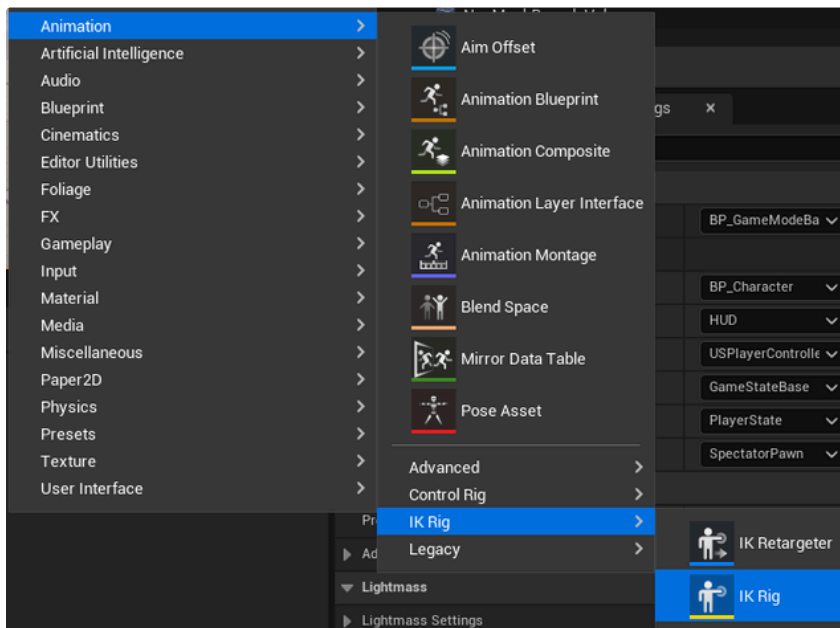 Animation
Artificial Intelligence
Audio
Blueprint
Cinematics
Editor Utilities
Foliage
FX
Gameplay
Input
Material
Media
Miscellaneous
Paper2D
Physics
Presets
Texture
User Interface
Aim Offset
Animation Blueprint
Animation Composite
Animation Layer Interface
Animation Montage
Blend Space
Mirror Data Table
Pose Asset
Advanced
Control Rig
IK Rig
Legacy
IK Retargeter
IK Rig
gs
BP_GameModeBa
BP_Character
HUD
USPlayerControlle
GameStateBase
PlayerState
SpectatorPawn
Pr
Ad
Lightmass
Lightmass Settings